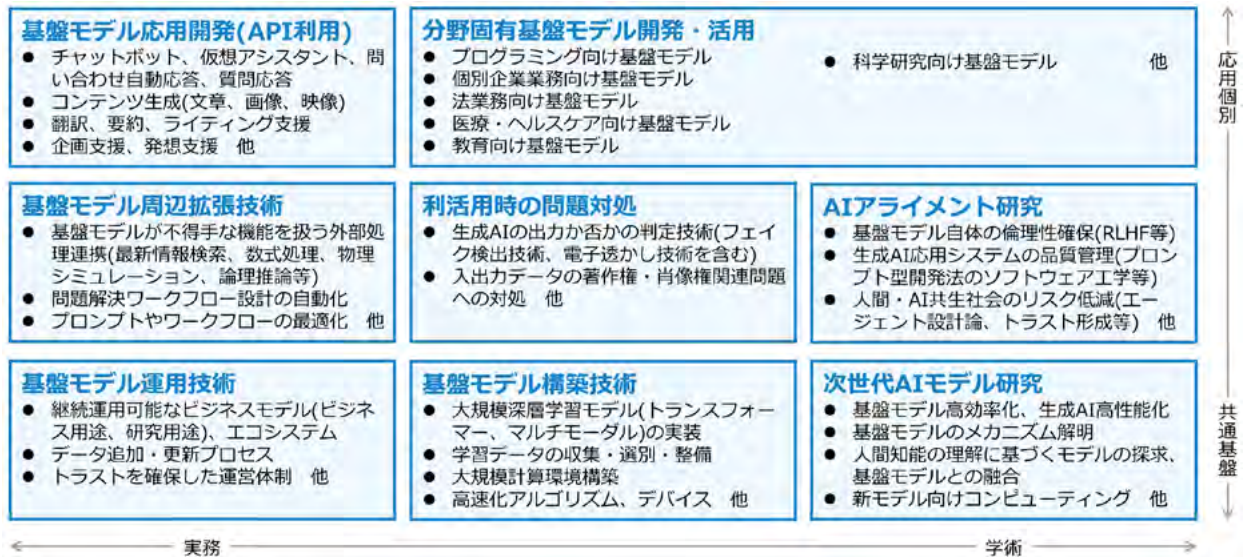 基盤モデル応用開発(API利用)
● チャットボット、仮想アシスタント、問
い合わせ自動応答、質問応答
● コンテンツ生成(文章、画像、映像)
● 翻訳、要約、ライティング支援
● 企画支援、発想支援 他
分野固有基盤モデル開発・活用
● プログラミング向け基盤モデル
● 個別企業業務向け基盤モデル
● 法業務向け基盤モデル
● 医療・ヘルスケア向け基盤モデル
● 教育向け基盤モデル
● 科学研究向け基盤モデル 他
応用個別
基盤モデル周辺拡張技術
● 基盤モデルが不得手な機能を扱う外部処
理連携(最新情報検索、数式処理、物理
シミュレーション、論理推論等)
● 問題解決ワークフロー設計の自動化
● プロンプトやワークフローの最適化 他
利活用時の問題対処
● 生成AIの出力か否かの判定技術(フェイ
ク検出技術、電子透かし技術を含む)
● 入出力データの著作権・肖像権関連問題
への対処 他
AIアライメント研究
● 基盤モデル自体の倫理性確保(RLHF等)
● 生成AI応用システムの品質管理(プロン
プト型開発法のソフトウェア工学等)
● 人間・AI共生社会のリスク低減(エー
ジェント設計論、トラスト形成等) 他
基盤モデル運用技術
● 継続運用可能なビジネスモデル(ビジネ
ス用途、研究用途)、エコシステム
● データ追加・更新プロセス
● トラストを確保した運営体制 他
基盤モデル構築技術
● 大規模深層学習モデル(トランスフォー
マー、マルチモーダル)の実装
● 学習データの収集・選別・整備
● 大規模計算環境構築
● 高速化アルゴリズム、デバイス 他
次世代AIモデル研究
● 基盤モデル高効率化、生成AI高性能化
● 基盤モデルのメカニズム解明
● 人間知能の理解に基づくモデルの探求、
基盤モデルとの融合
● 新モデル向けコンピューティング 他
共通基盤
実務
学術